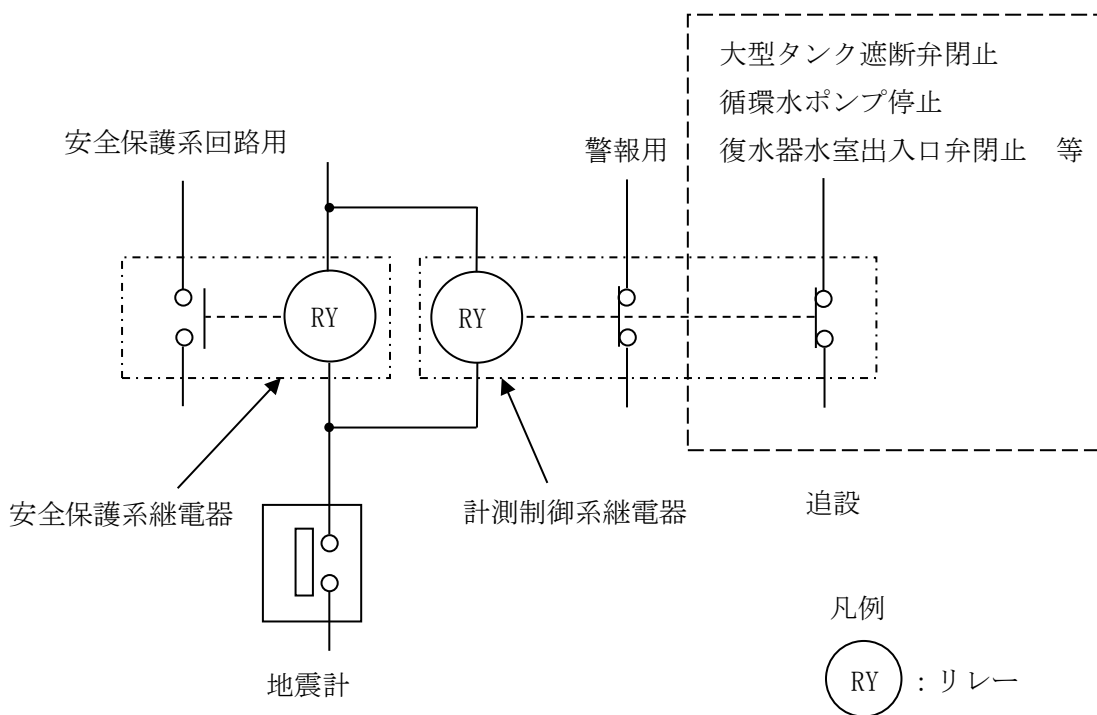 大型タンク遮断弁閉止
循環水ポンプ停止
復水器水室出入口弁閉止　等
安全保護系回路用
警報用
RY
RY
安全保護系継電器
計測制御系継電器
追設
地震計
凡例
RY：リレー